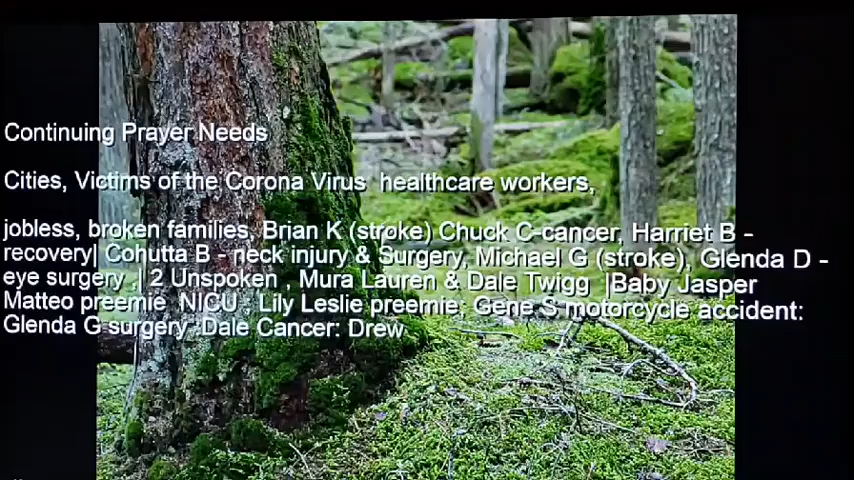 Continuing Prayer Needs
Cities, Victims of the Corona Virus  healthcare workers,
jobless, broken families, Brian K (stroke) Chuck C-cancer, Harriet B -
recovery| Cohutta B - neck injury & Surgery, Michael G (stroke), Glenda D -
eye surgery ,| 2 Unspoken , Mura Lauren & Dale Twigg  |Baby Jasper
Matteo preemie , NICU  , Lily Leslie preemie, Gene S motorcycle accident:
Glenda G surgery , Dale Cancer: Drew